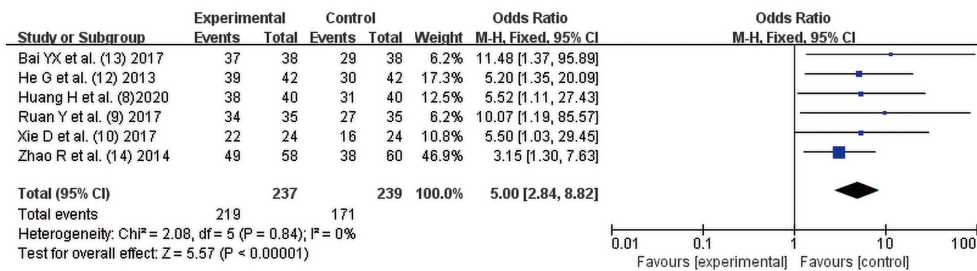 Experimental Control Odds Ratio Odds Ratio
Study or Subgroup Events Total Events Total Weight M-H, Fixed, 95% CI M-H, Fixed, 95% CI
Bai YX et al. (13) 2017 37 38 29 38 6.2% 11.48 [1.37, 95.89]
He G et al. (12) 2013 39 42 30 42 17.3% 5.20 [1.35, 20.09]
Huang H et al. (8)2020 38 40 31 40 12.5% 5.52 [1.11, 27.43]
Ruan Y et al. (9) 2017 34 35 27 35 6.2% 10.07 [1.19, 85.57]
Xie D et al. (10) 2017 22 24 16 24 10.8% 5.50 [1.03, 29.45]
Zhao R et al. (14) 2014 49 58 38 60 46.9% 3.15 [1.30, 7.63]
Total (95% CI) 237 239 100.0% 5.00 [2.84, 8.82]
Total events 219 171
Heterogeneity: Chi² = 2.08, df = 5 (P = 0.84); I² = 0%
Test for overall effect: Z = 5.57 (P < 0.00001)
0.01 0.1 1 10 100
Favours [experimental] Favours [control]